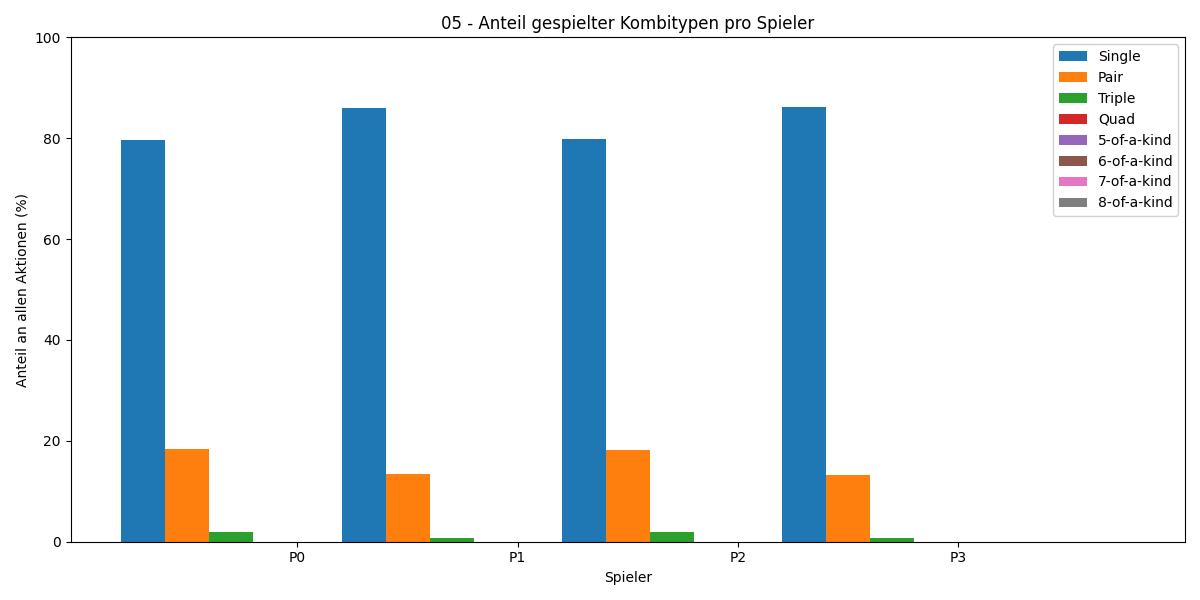 05 - Anteil gespielter Kombitypen pro Spieler
100
80
60
40
20
0
Anteil an allen Aktionen (%)
Single
Pair
Triple
Quad
5-of-a-kind
6-of-a-kind
7-of-a-kind
8-of-a-kind
P0 P1 P2 P3
Spieler